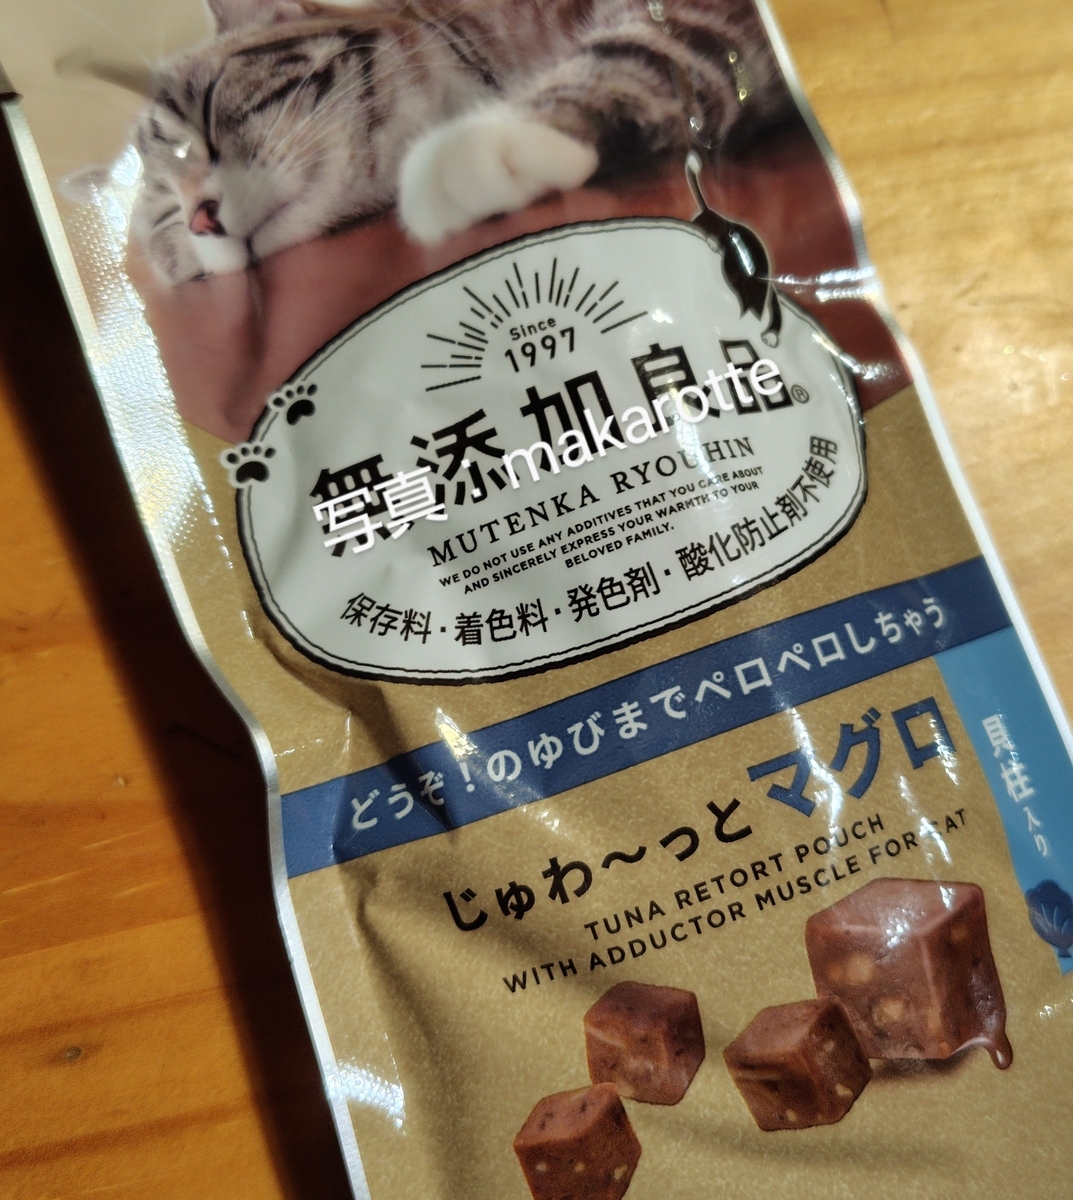 Since
1997
無添加良品®
写真：makarotte
MUTENKA RYOUHIN
WE DO NOT USE ANY ADDITIVES THAT YOU CARE ABOUT
AND SINCERELY EXPRESS YOUR WARMTH TO YOUR
BELOVED FAMILY.
保存料・着色料・発色剤・酸化防止剤不使用
どうぞ！のゆびまでペロペロしちゃう
じゅわ〜っとマグロ
TUNA RETORT POUCH
WITH ADDUCTOR MUSCLE FOR CAT
貝柱入り